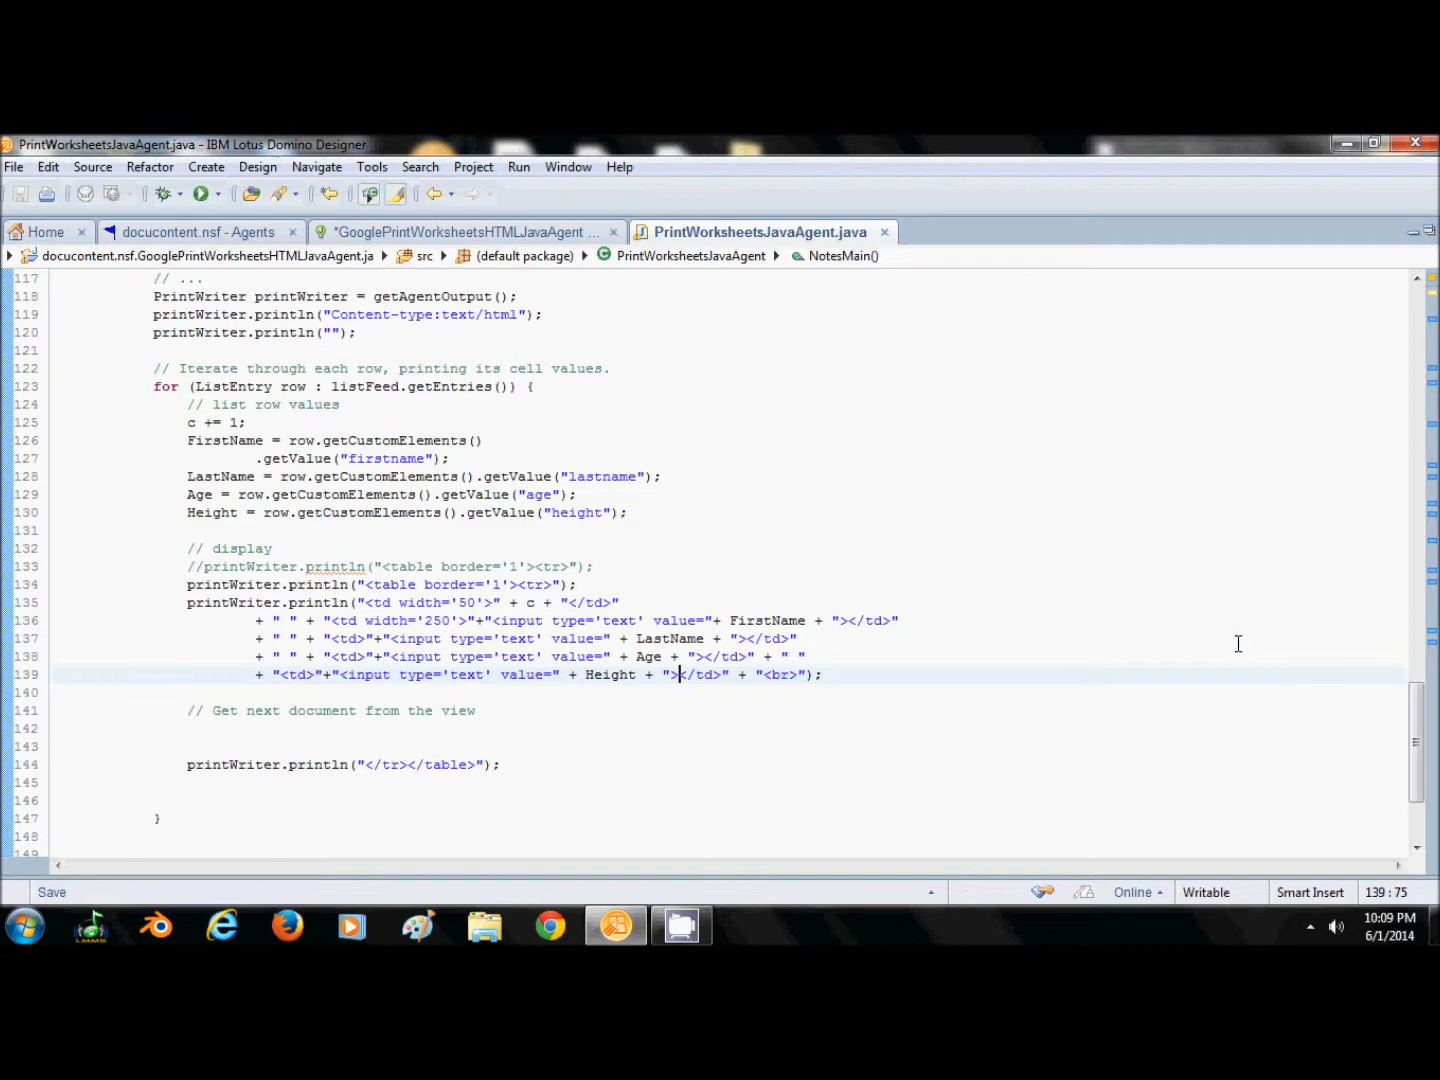 PrintWorksheetsJavaAgent.java - IBM Lotus Domino Designer
File Edit Source Refactor Create Design Navigate Tools Search Project Run Window Help
Home docucontent.nsf - Agents *GooglePrintWorksheetsHTMLJavaAgent ... PrintWorksheetsJavaAgent.java
docucontent.nsf.GooglePrintWorksheetsHTMLJavaAgent.ja src (default package) PrintWorksheetsJavaAgent NotesMain()
117 // ...
118 PrintWriter printWriter = getAgentOutput();
119 printWriter.println("Content-type:text/html");
120 printWriter.println("");
121
122 // Iterate through each row, printing its cell values.
123 for (ListEntry row : listFeed.getEntries()) {
124 // list row values
125 c += 1;
126 FirstName = row.getCustomElements()
127 .getValue("firstname");
128 LastName = row.getCustomElements().getValue("lastname");
129 Age = row.getCustomElements().getValue("age");
130 Height = row.getCustomElements().getValue("height");
131
132 // display
133 //printWriter.println("<table border='1'><tr>");
134 printWriter.println("<table border='1'><tr>");
135 printWriter.println("<td width='50'>" + c + "</td>"
136 + " " + "<td width='250'>"+"<input type='text' value="+ FirstName + "></td>"
137 + " " + "<td>"+"<input type='text' value=" + LastName + "></td>"
138 + " " + "<td>"+"<input type='text' value=" + Age + "></td>" + " "
139 + "<td>"+"<input type='text' value=" + Height + "></td>" + "<br>");
140
141 // Get next document from the view
142
143
144 printWriter.println("</tr></table>");
145
146
147 }
148
149
Save Online Writable Smart Insert 139 : 75
LMMS
10:09 PM
6/1/2014